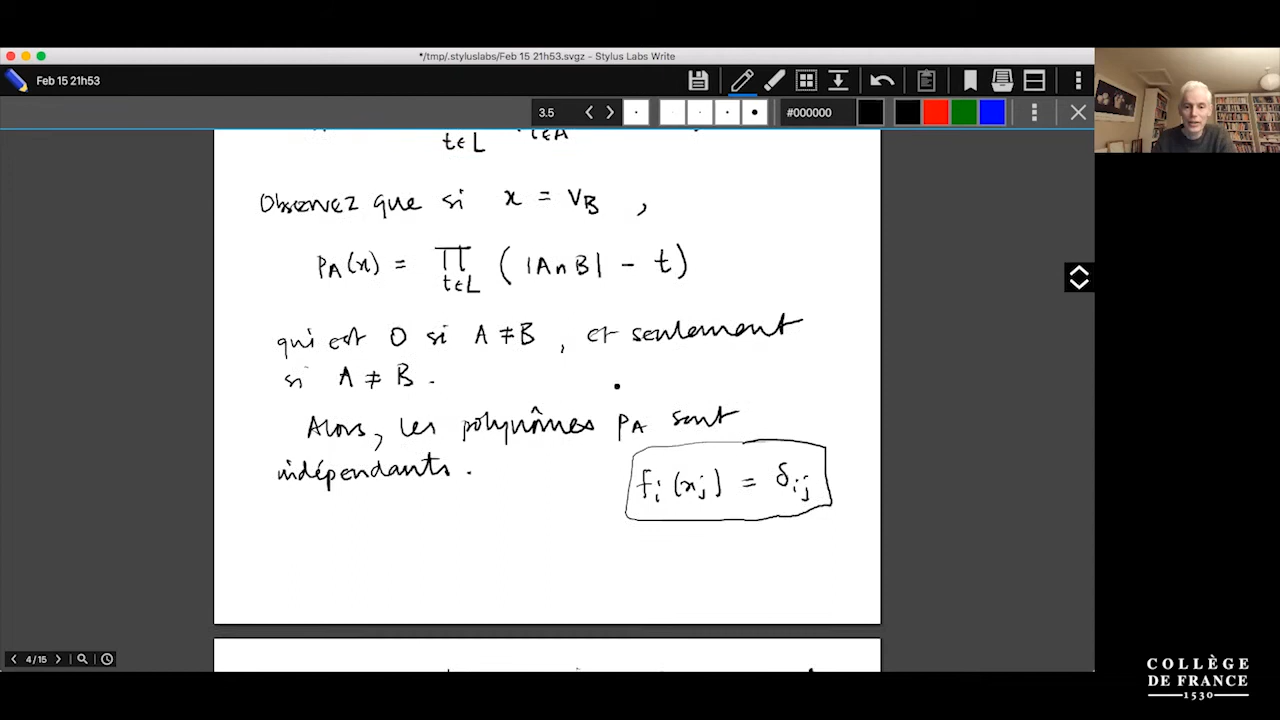 */tmp/.styluslabs/Feb 15 21h53.svgz - Stylus Labs Write
Feb 15 21h53
3.5
#000000
t∈L t∈A
Observez que si x = v_B ,
p_A(x) = ∏_{t∈L} (|A∩B| - t)
qui est 0 si A ≠ B , et seulement
si A ≠ B .
Alors, les polynômes p_A sont
indépendants .
f_i(x_j) = δ_ij
4/15
COLLÈGE
DE FRANCE
1530